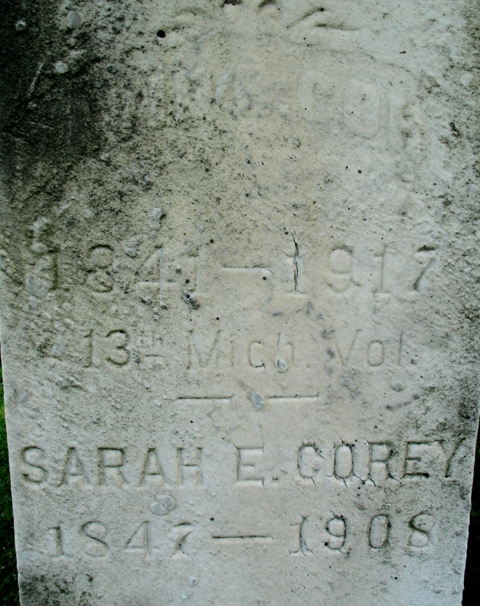 1841 — 1917
13TH Mich. Vol.
SARAH E. COREY
1847 — 1908